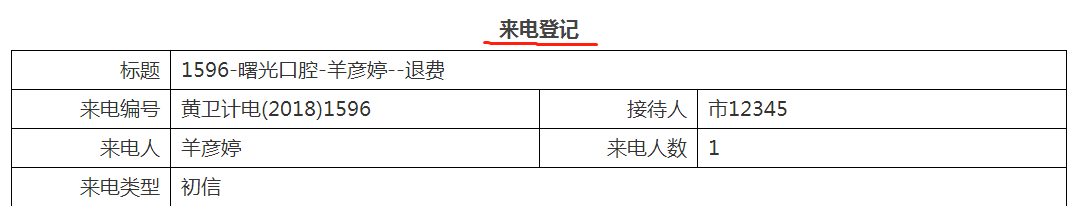 来电登记
标题 1596-曙光口腔-羊彦婷--退费
来电编号 黄卫计电(2018)1596 接待人 市12345
来电人 羊彦婷 来电人数 1
来电类型 初信